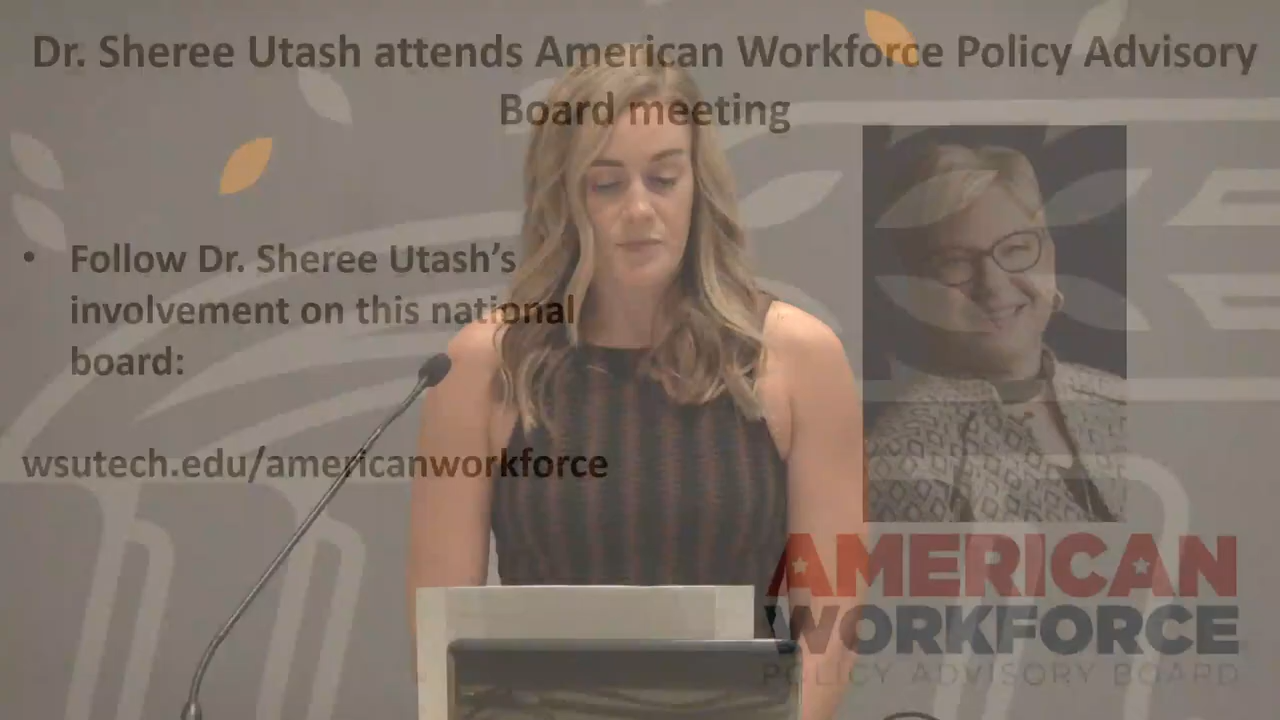 Dr. Sheree Utash attends American Workforce Policy Advisory
Board meeting
• Follow Dr. Sheree Utash's
involvement on this national
board:
wsutech.edu/americanworkforce
AMERICAN
WORKFORCE
POLICY ADVISORY BOARD